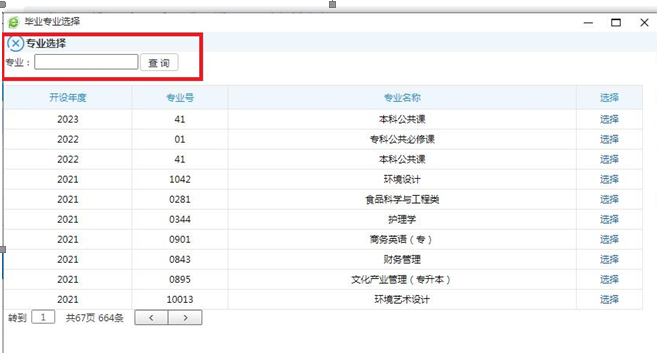 毕业专业选择
专业选择
专业： 查 询
开设年度 专业号 专业名称 选择
2023 41 本科公共课 选择
2022 01 专科公共必修课 选择
2022 41 本科公共课 选择
2021 1042 环境设计 选择
2021 0281 食品科学与工程类 选择
2021 0344 护理学 选择
2021 0901 商务英语（专） 选择
2021 0843 财务管理 选择
2021 0895 文化产业管理（专升本） 选择
2021 10013 环境艺术设计 选择
转到 1 共67页 664条 < >